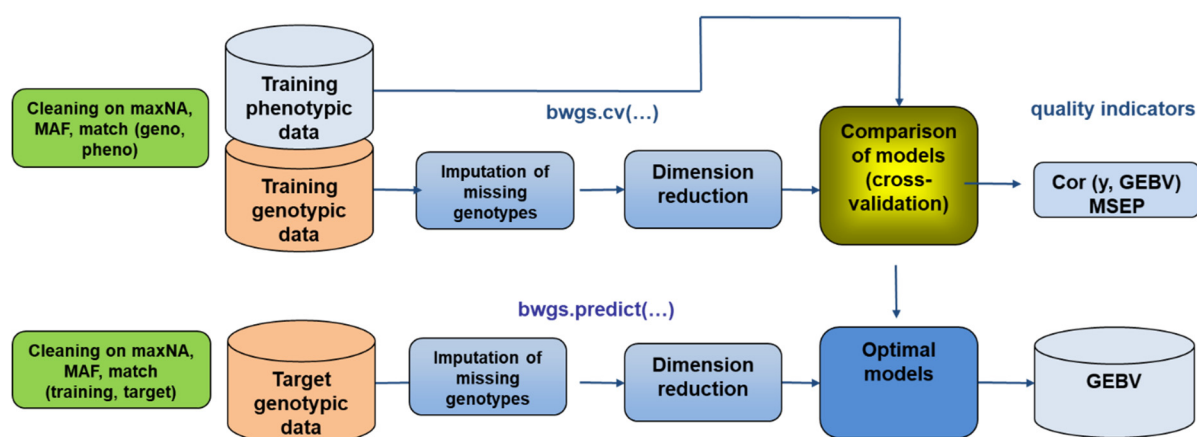 Cleaning on maxNA,
MAF, match (geno,
pheno)
Training
phenotypic
data
Training
genotypic
data
bwgs.cv(…)
Imputation of
missing
genotypes
Dimension
reduction
Comparison
of models
(cross-
validation)
quality indicators
Cor (y, GEBV)
MSEP
bwgs.predict(…)
Cleaning on maxNA,
MAF, match
(training, target)
Target
genotypic
data
Imputation of
missing
genotypes
Dimension
reduction
Optimal
models
GEBV